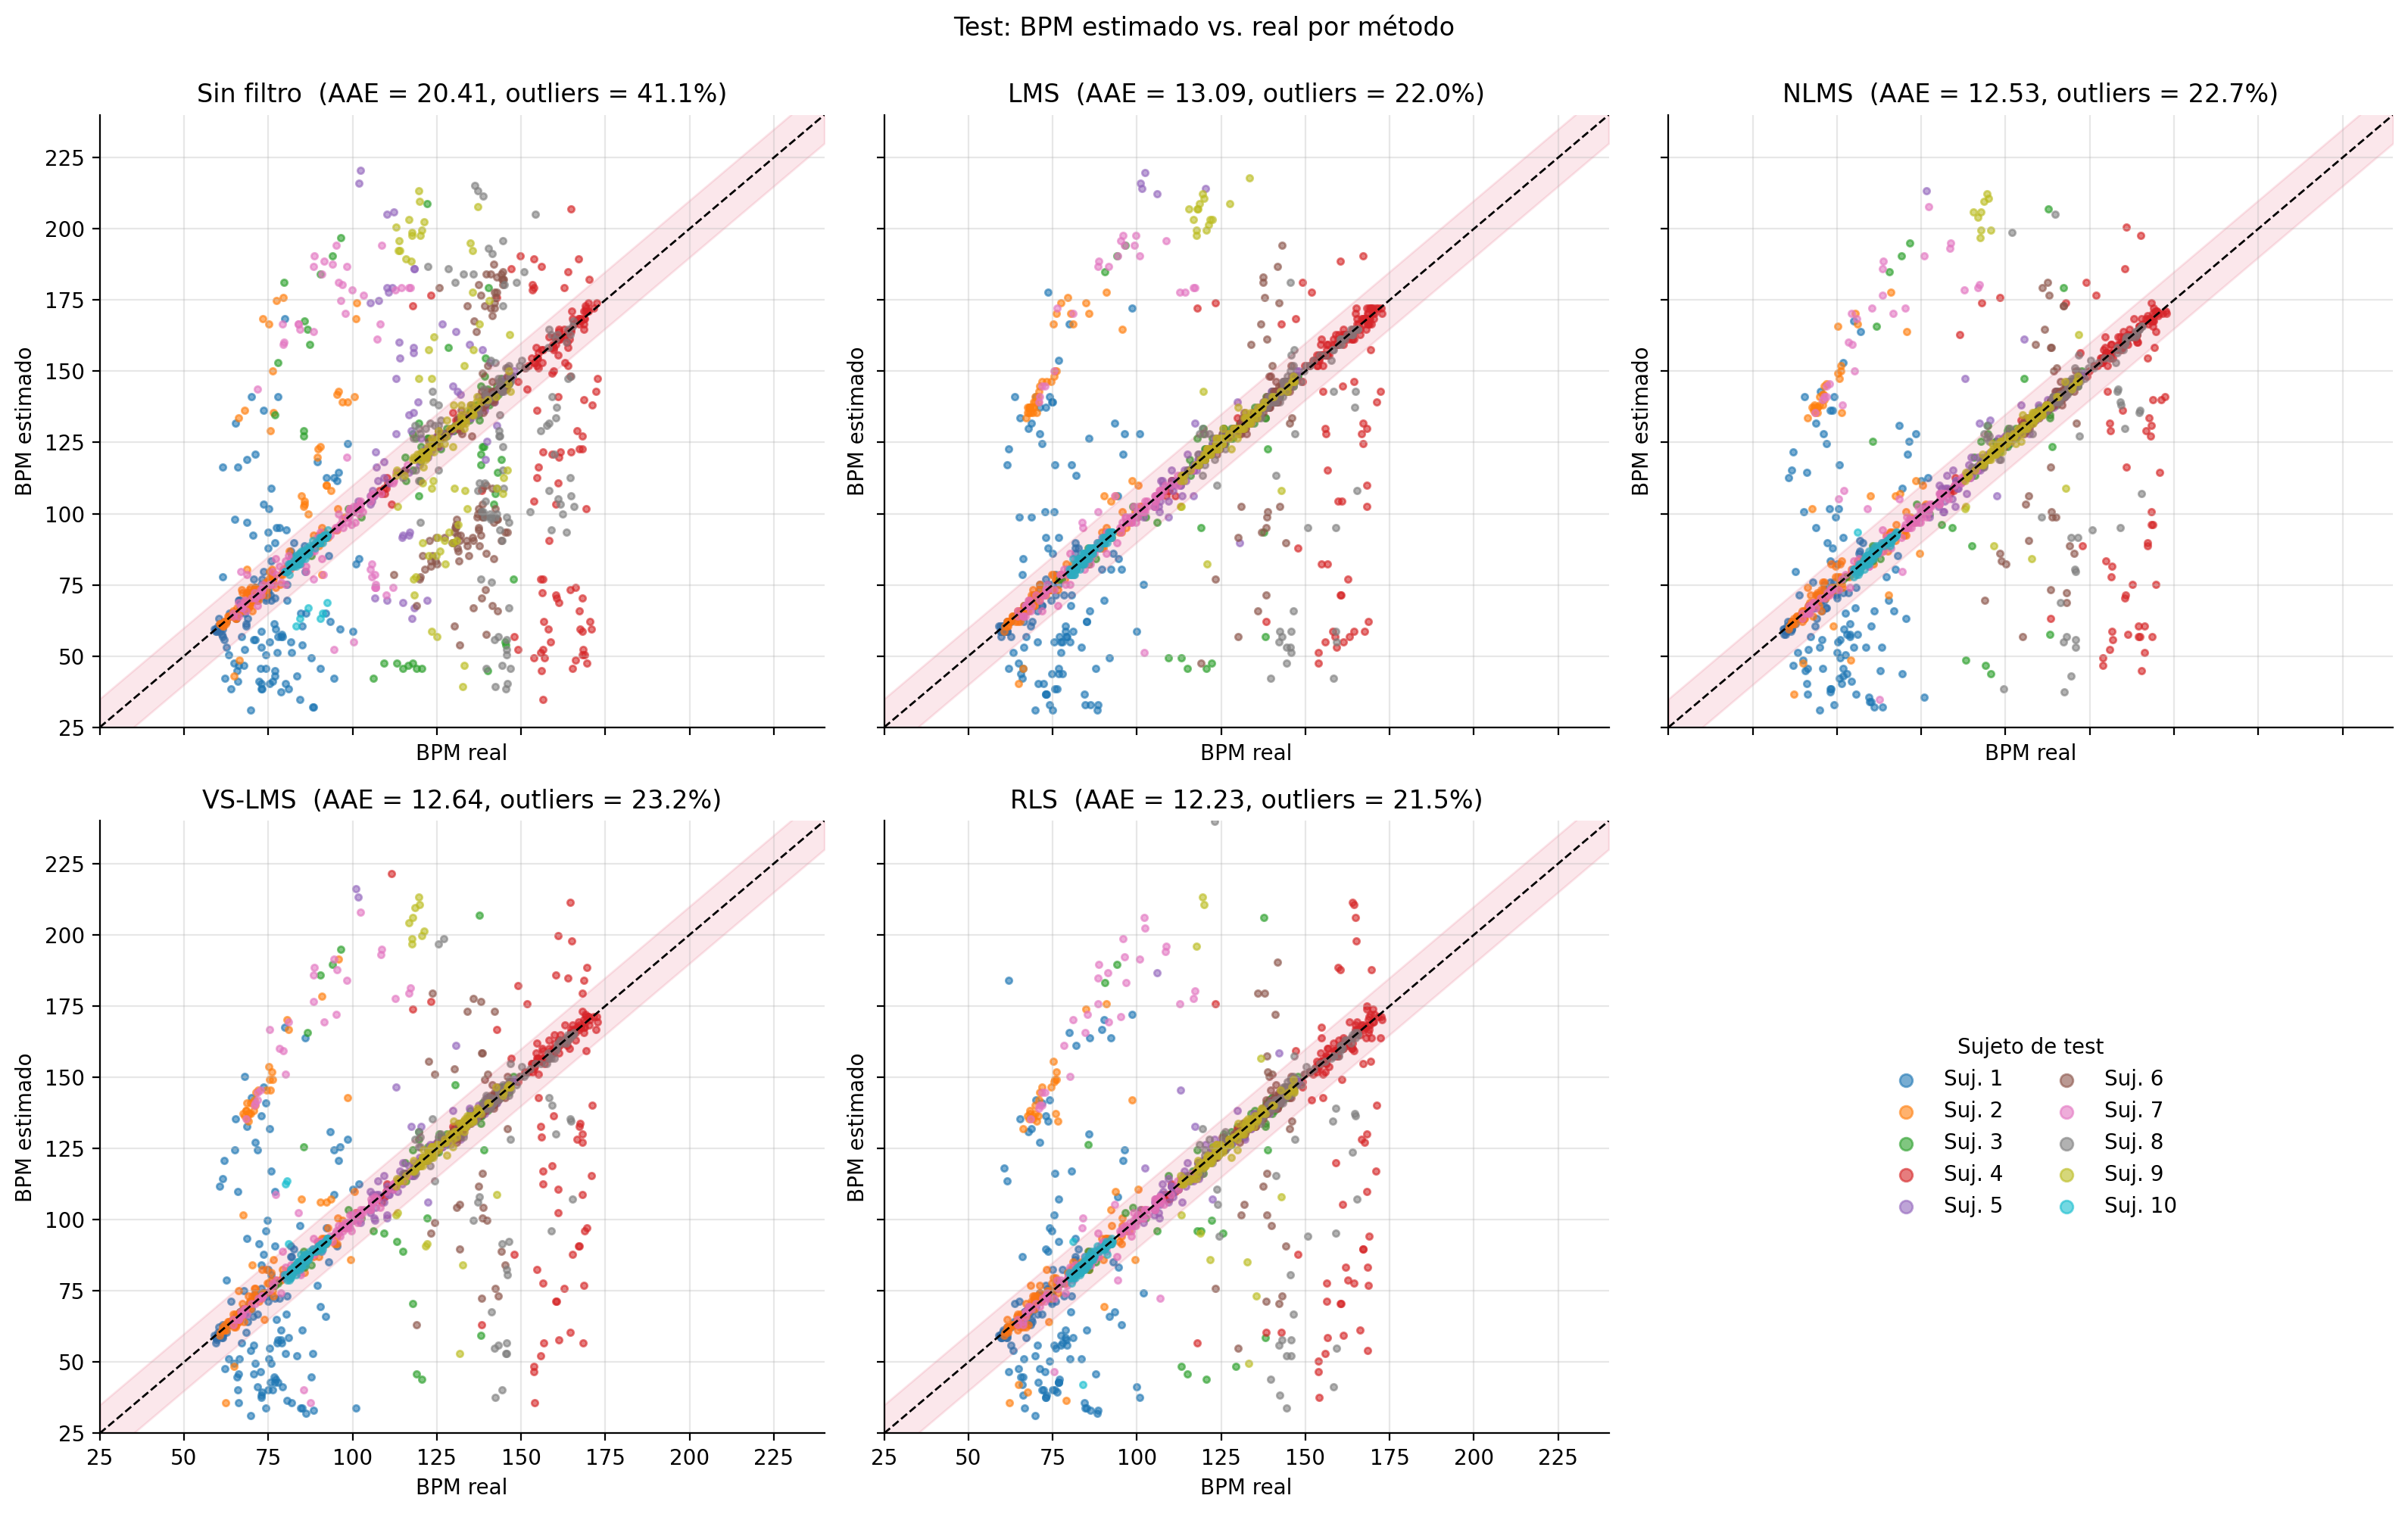 Test: BPM estimado vs. real por método
Sin filtro  (AAE = 20.41, outliers = 41.1%)
LMS  (AAE = 13.09, outliers = 22.0%)
NLMS  (AAE = 12.53, outliers = 22.7%)
225
200
175
150
125
100
75
50
25
BPM estimado
BPM estimado
BPM estimado
BPM real
BPM real
BPM real
VS-LMS  (AAE = 12.64, outliers = 23.2%)
RLS  (AAE = 12.23, outliers = 21.5%)
225
200
175
150
125
100
75
50
25
BPM estimado
BPM estimado
25 50 75 100 125 150 175 200 225
25 50 75 100 125 150 175 200 225
BPM real
BPM real
Sujeto de test
Suj. 1
Suj. 2
Suj. 3
Suj. 4
Suj. 5
Suj. 6
Suj. 7
Suj. 8
Suj. 9
Suj. 10